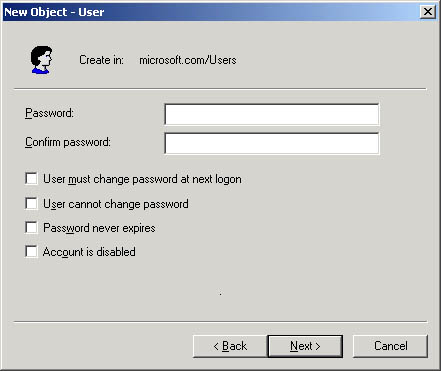 New Object - User
Create in: microsoft.com/Users
Password:
Confirm password:
User must change password at next logon
User cannot change password
Password never expires
Account is disabled
< Back Next > Cancel